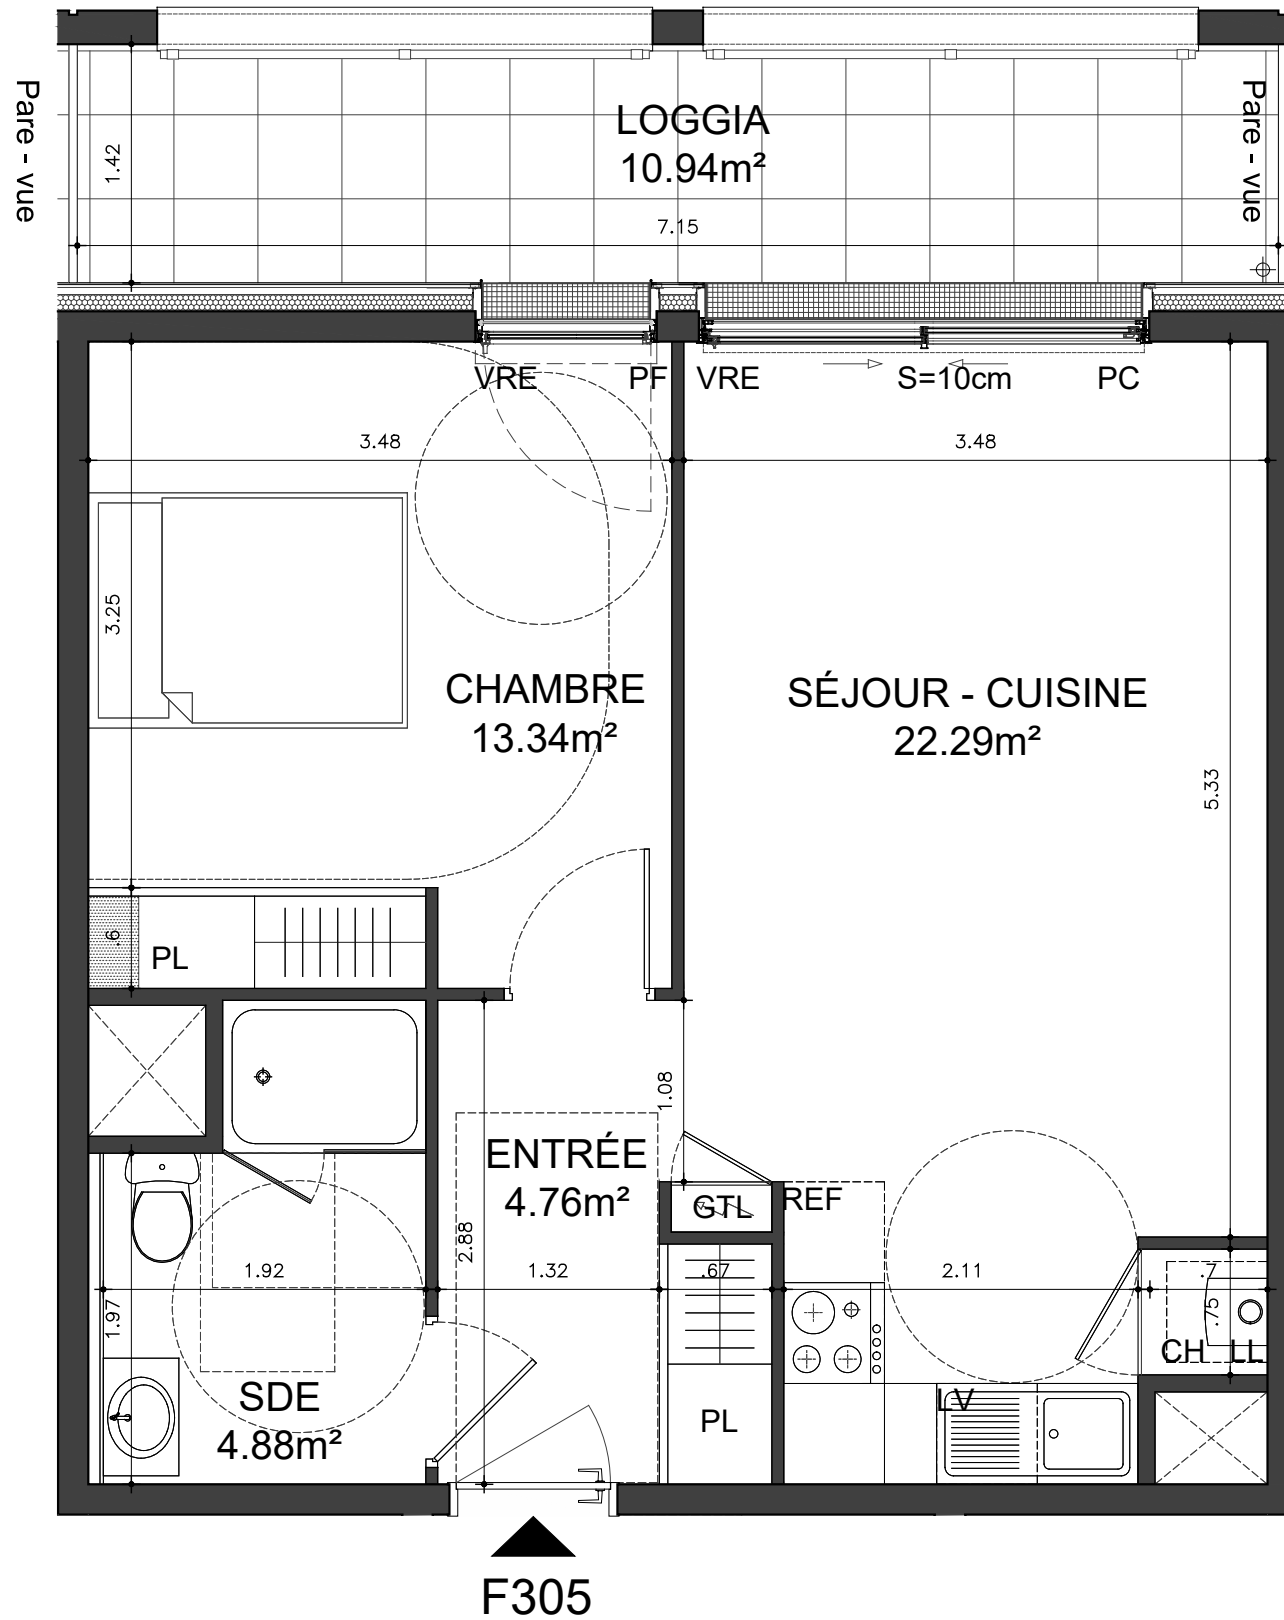 Pare - vue
Pare - vue
LOGGIA
10.94m²
1.42
7.15
VRE
PF
VRE
S=10cm
PC
3.48
3.48
3.25
CHAMBRE
13.34m²
SÉJOUR - CUISINE
22.29m²
5.33
.6
PL
1.08
ENTRÉE
4.76m²
GTL
REF
2.88
1.92
1.32
.67
2.11
.7
.75
1.97
CH
LL
SDE
4.88m²
PL
LV
F305